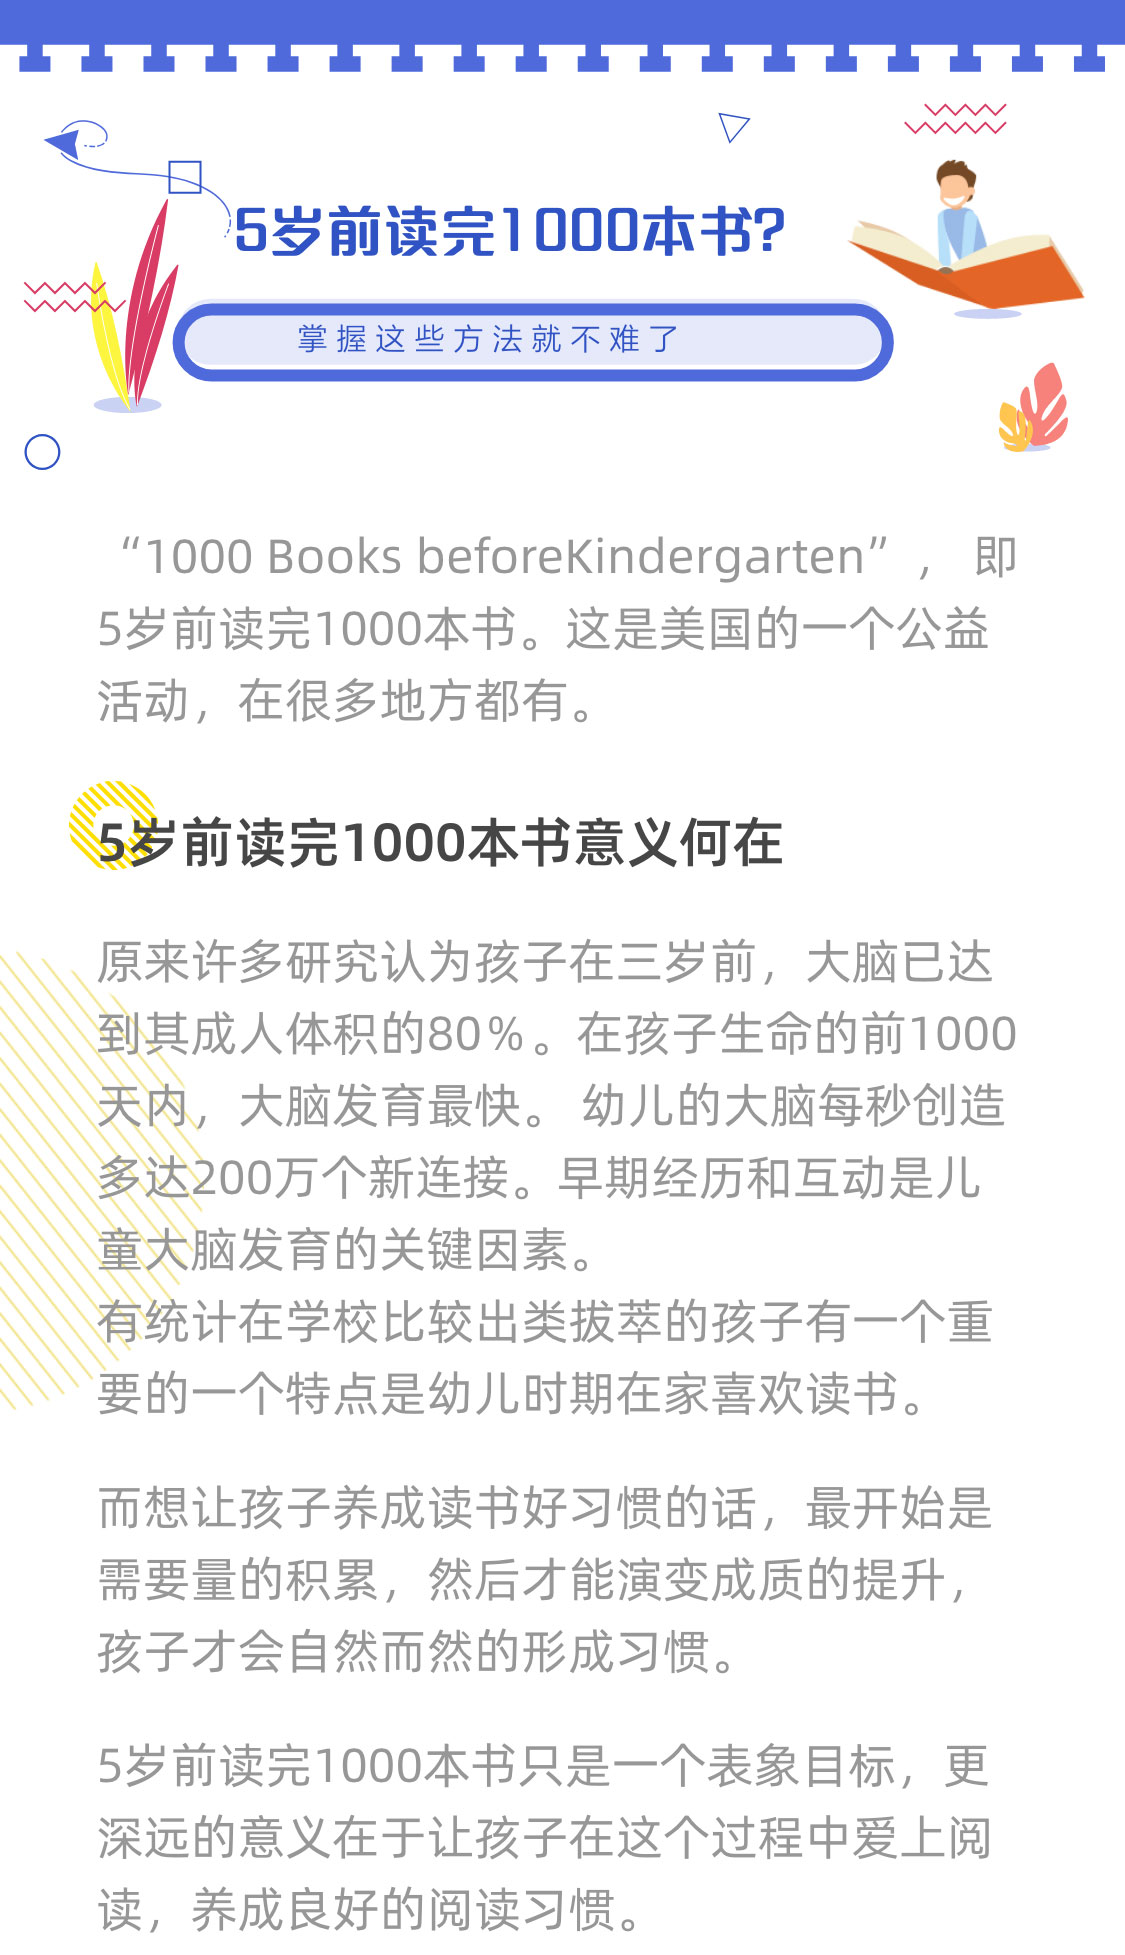 5岁前读完1000本书?
掌握这些方法就不难了
“1000 Books beforeKindergarten”， 即
5岁前读完1000本书。这是美国的一个公益
活动，在很多地方都有。
5岁前读完1000本书意义何在
原来许多研究认为孩子在三岁前，大脑已达
到其成人体积的80％。在孩子生命的前1000
天内，大脑发育最快。 幼儿的大脑每秒创造
多达200万个新连接。早期经历和互动是儿
童大脑发育的关键因素。
有统计在学校比较出类拔萃的孩子有一个重
要的一个特点是幼儿时期在家喜欢读书。
而想让孩子养成读书好习惯的话，最开始是
需要量的积累，然后才能演变成质的提升，
孩子才会自然而然的形成习惯。
5岁前读完1000本书只是一个表象目标，更
深远的意义在于让孩子在这个过程中爱上阅
读，养成良好的阅读习惯。